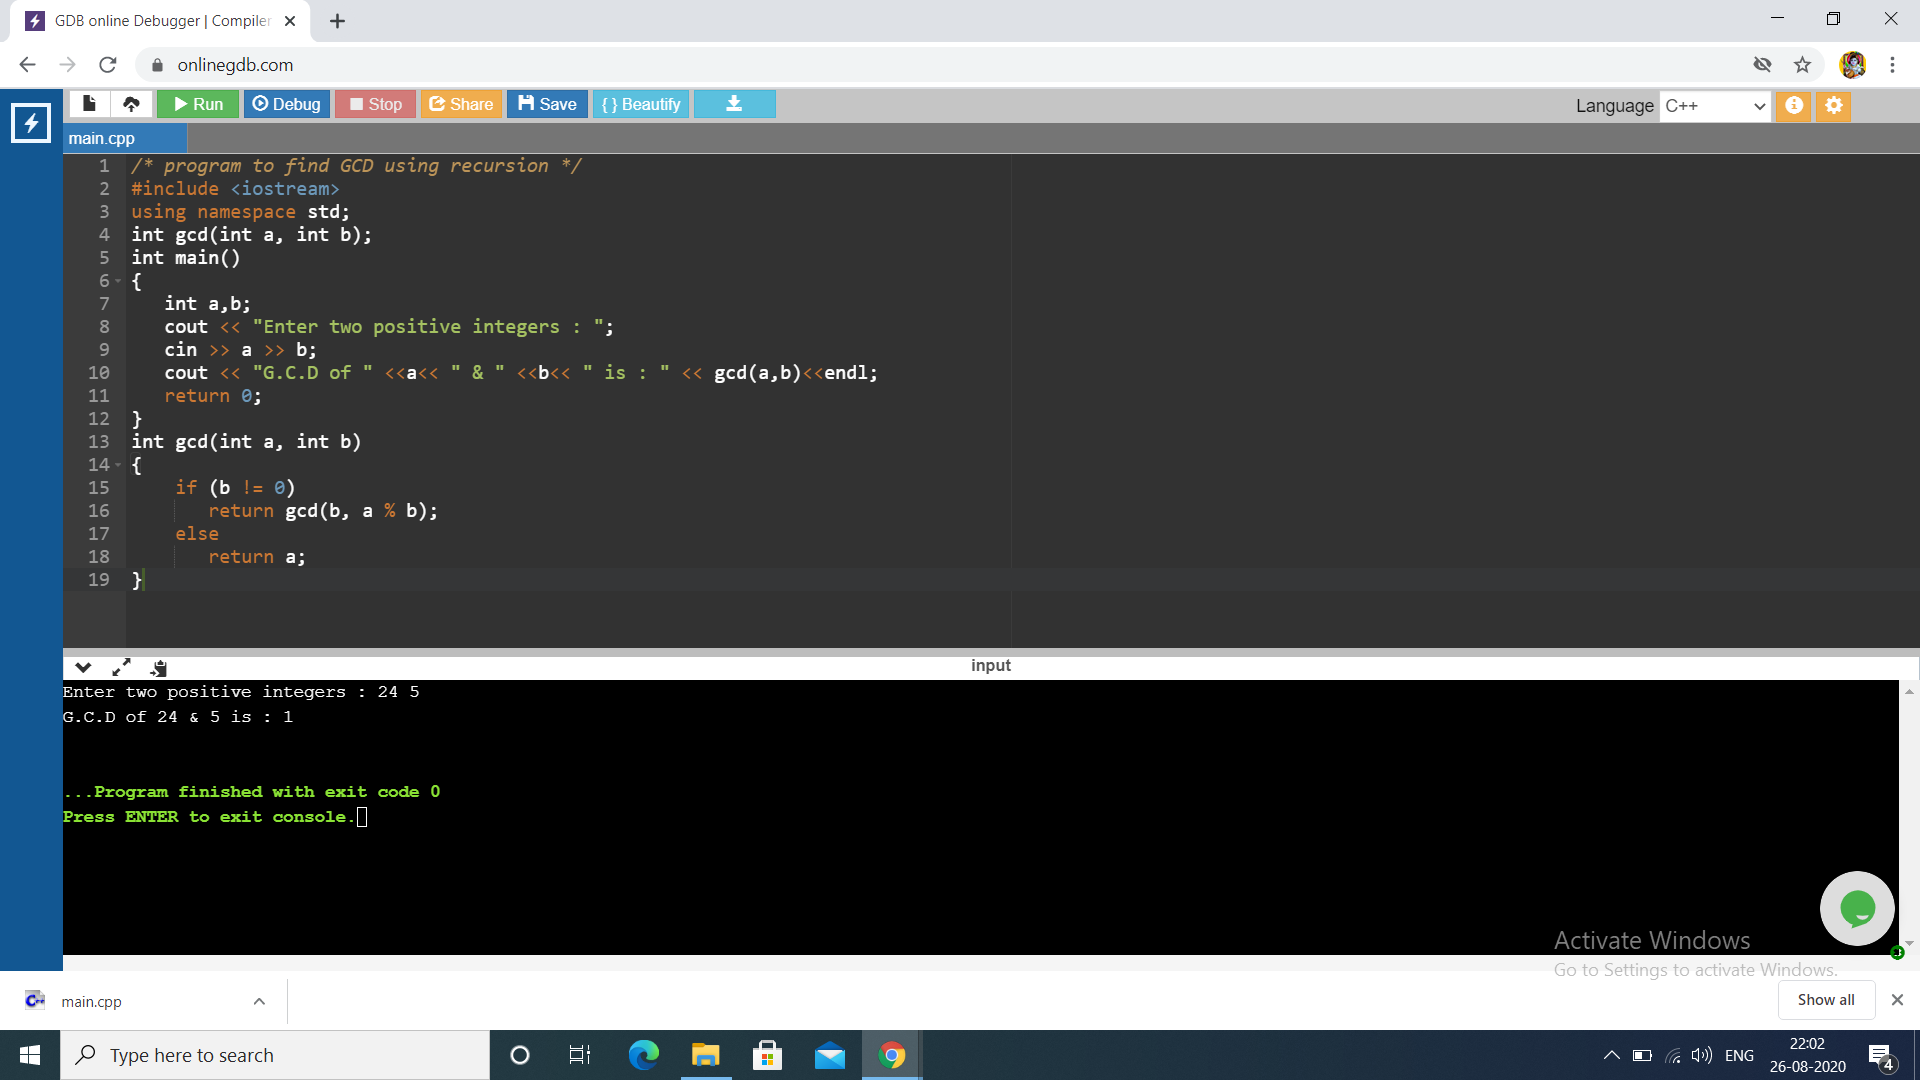 GDB online Debugger | Compiler
onlinegdb.com
Run Debug Stop Share Save { } Beautify Language C++
main.cpp
1 /* program to find GCD using recursion */
2 #include <iostream>
3 using namespace std;
4 int gcd(int a, int b);
5 int main()
6 {
7 int a,b;
8 cout << "Enter two positive integers : ";
9 cin >> a >> b;
10 cout << "G.C.D of " <<a<< " & " <<b<< " is : " << gcd(a,b)<<endl;
11 return 0;
12 }
13 int gcd(int a, int b)
14 {
15 if (b != 0)
16 return gcd(b, a % b);
17 else
18 return a;
19 }
input
Enter two positive integers : 24 5
G.C.D of 24 & 5 is : 1
...Program finished with exit code 0
Press ENTER to exit console.
Activate Windows
Go to Settings to activate Windows.
C++ main.cpp
Show all
Type here to search
ENG
22:02
26-08-2020
4